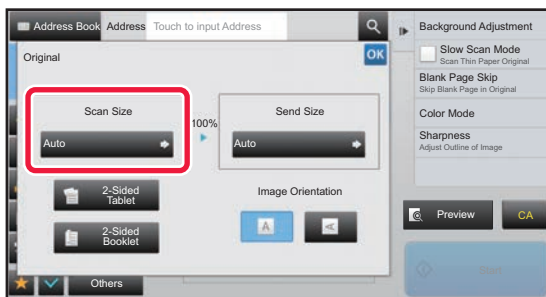 Address Book Address Touch to input Address
Original
OK
Scan Size
Auto
100%
Send Size
Auto
2-Sided
Tablet
2-Sided
Booklet
Image Orientation
A
A
Others
Background Adjustment
Slow Scan Mode
Scan Thin Paper Original
Blank Page Skip
Skip Blank Page in Original
Color Mode
Sharpness
Adjust Outline of Image
Preview
CA
Start